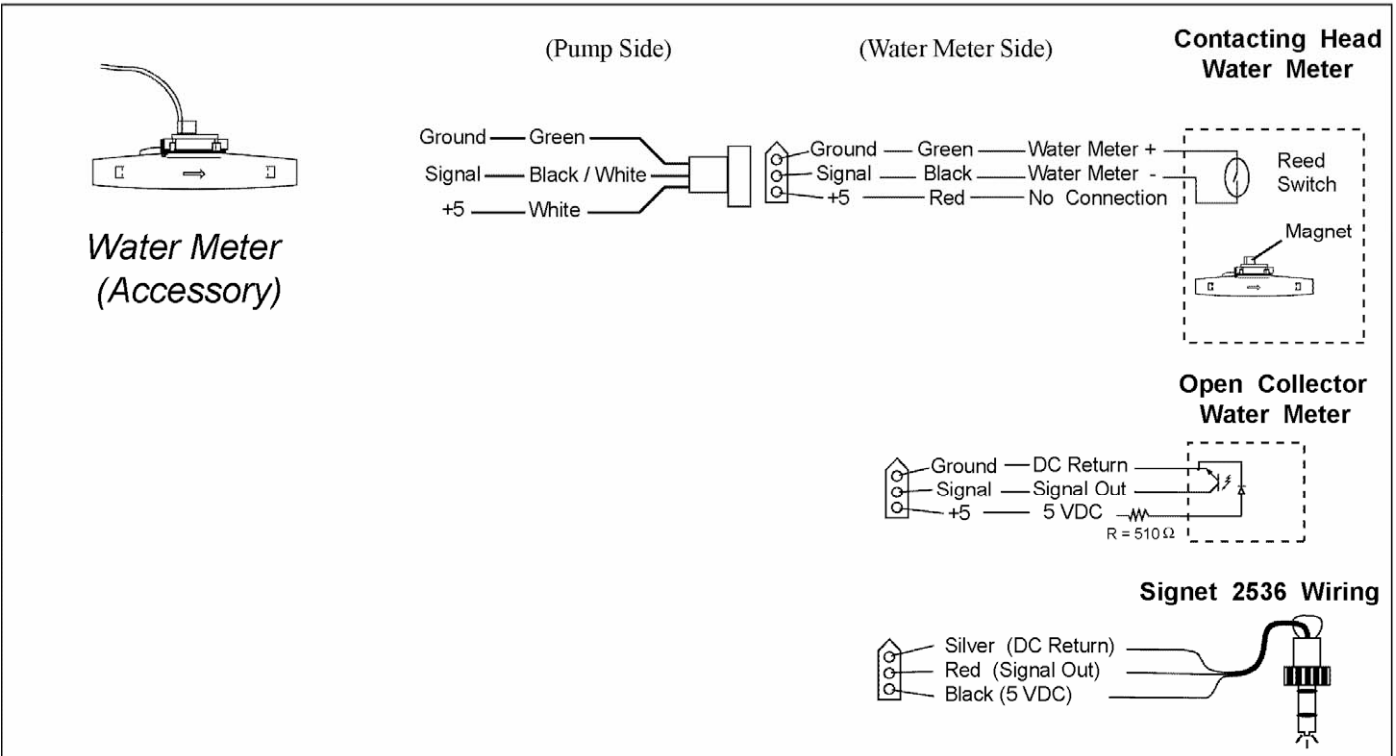 (Pump Side)
(Water Meter Side)
Contacting Head
Water Meter
Ground Green
Signal Black / White
+5 White
Ground Green Water Meter +
Signal Black Water Meter -
+5 Red No Connection
Reed
Switch
Magnet
Water Meter
(Accessory)
Open Collector
Water Meter
Ground DC Return
Signal Signal Out
+5 5 VDC
R = 510 Ω
Signet 2536 Wiring
Silver (DC Return)
Red (Signal Out)
Black (5 VDC)